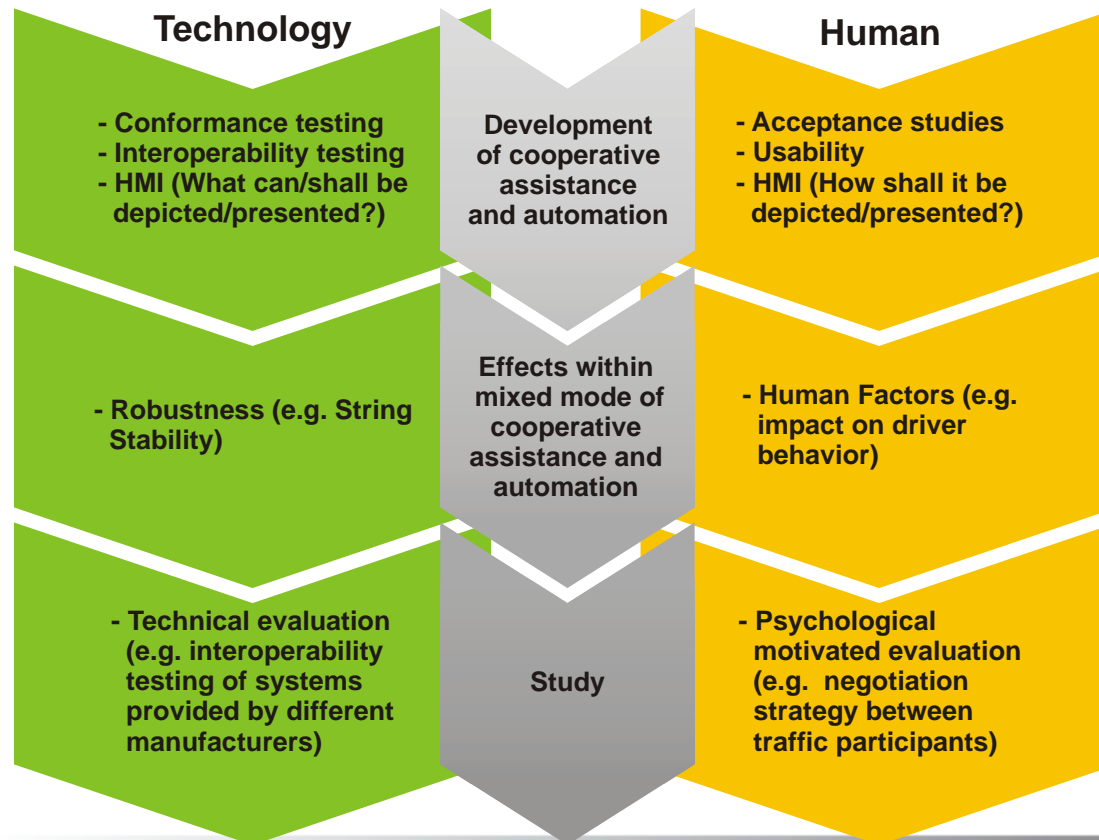 Technology
Human
- Conformance testing
- Interoperability testing
- HMI (What can/shall be
depicted/presented?)
Development
of cooperative
assistance
and automation
- Acceptance studies
- Usability
- HMI (How shall it be
depicted/presented?)
- Robustness (e.g. String
Stability)
Effects within
mixed mode of
cooperative
assistance and
automation
- Human Factors (e.g.
impact on driver
behavior)
- Technical evaluation
(e.g. interoperability
testing of systems
provided by different
manufacturers)
Study
- Psychological
motivated evaluation
(e.g. negotiation
strategy between
traffic participants)